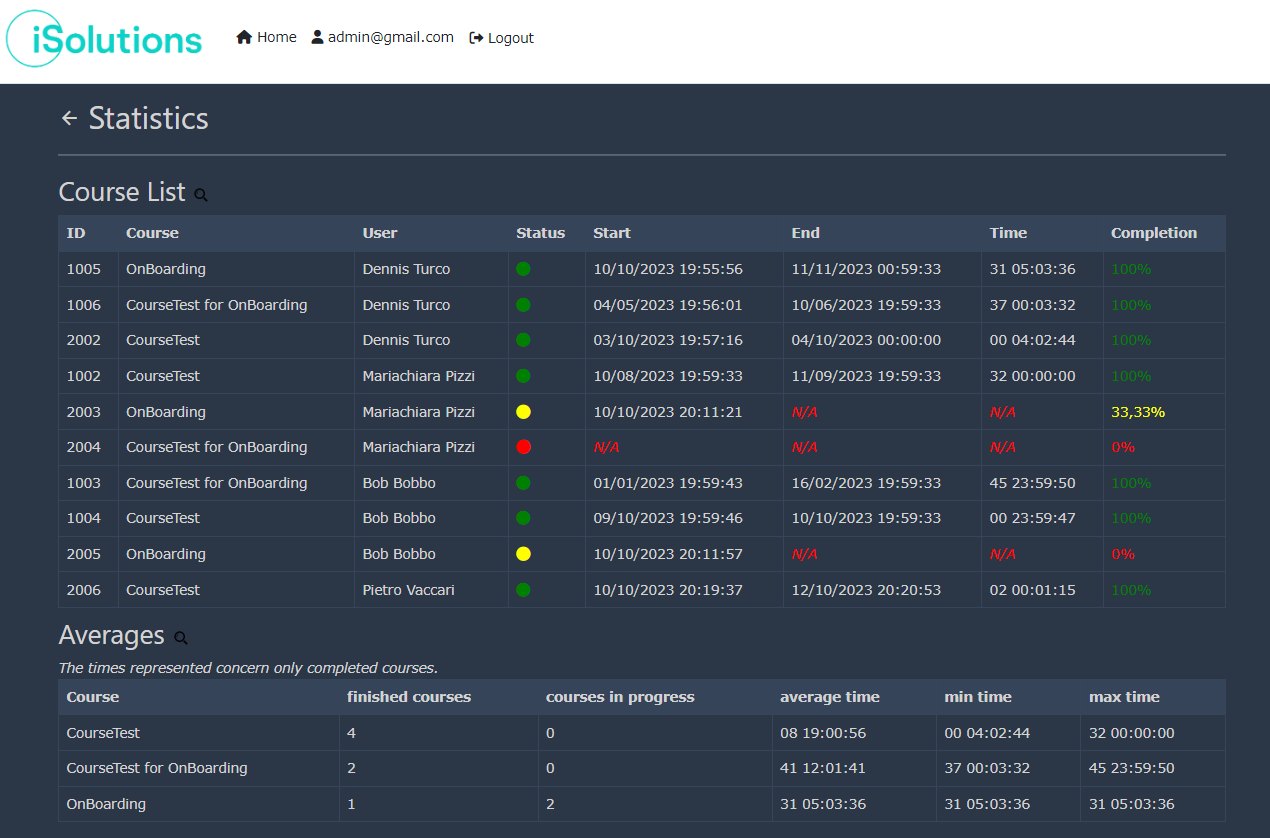 iSolutions Home admin@gmail.com Logout
Statistics
Course List
ID Course User Status Start End Time Completion
1005 OnBoarding Dennis Turco 10/10/2023 19:55:56 11/11/2023 00:59:33 31 05:03:36 100%
1006 CourseTest for OnBoarding Dennis Turco 04/05/2023 19:56:01 10/06/2023 19:59:33 37 00:03:32 100%
2002 CourseTest Dennis Turco 03/10/2023 19:57:16 04/10/2023 00:00:00 00 04:02:44 100%
1002 CourseTest Mariachiara Pizzi 10/08/2023 19:59:33 11/09/2023 19:59:33 32 00:00:00 100%
2003 OnBoarding Mariachiara Pizzi 10/10/2023 20:11:21 N/A N/A 33,33%
2004 CourseTest for OnBoarding Mariachiara Pizzi N/A N/A N/A 0%
1003 CourseTest for OnBoarding Bob Bobbo 01/01/2023 19:59:43 16/02/2023 19:59:33 45 23:59:50 100%
1004 CourseTest Bob Bobbo 09/10/2023 19:59:46 10/10/2023 19:59:33 00 23:59:47 100%
2005 OnBoarding Bob Bobbo 10/10/2023 20:11:57 N/A N/A 0%
2006 CourseTest Pietro Vaccari 10/10/2023 20:19:37 12/10/2023 20:20:53 02 00:01:15 100%
Averages
The times represented concern only completed courses.
Course finished courses courses in progress average time min time max time
CourseTest 4 0 08 19:00:56 00 04:02:44 32 00:00:00
CourseTest for OnBoarding 2 0 41 12:01:41 37 00:03:32 45 23:59:50
OnBoarding 1 2 31 05:03:36 31 05:03:36 31 05:03:36